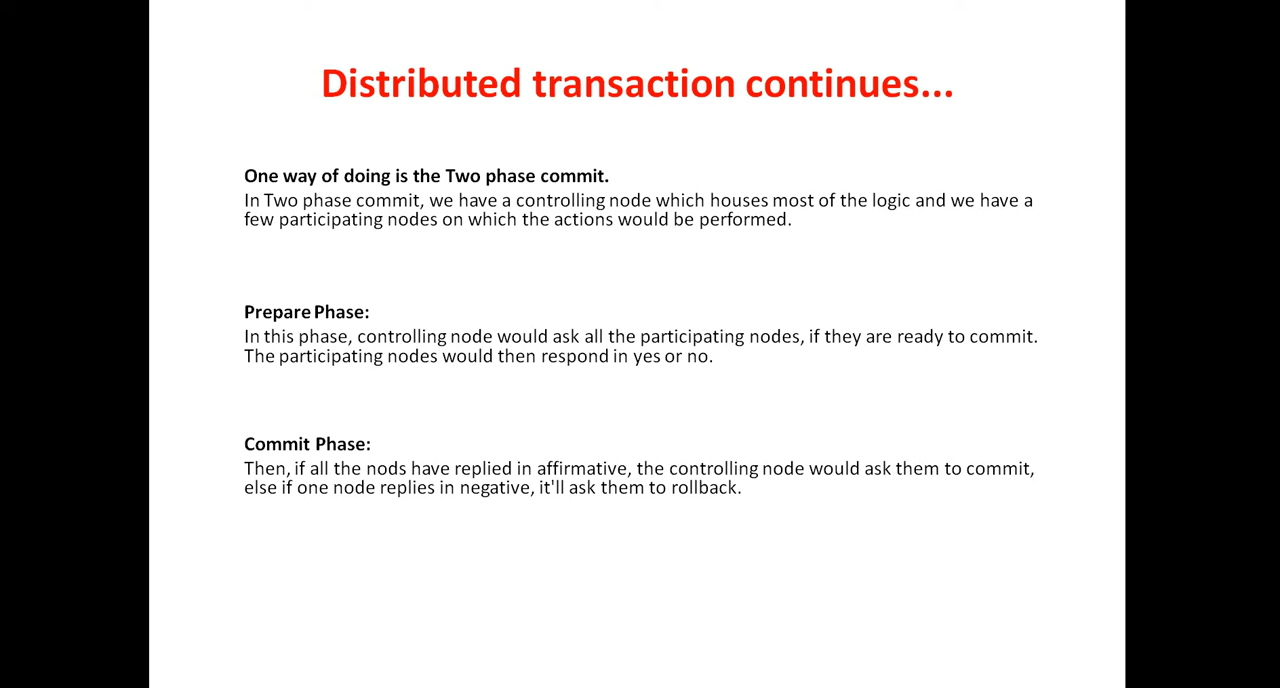 Distributed transaction continues...
One way of doing is the Two phase commit.
In Two phase commit, we have a controlling node which houses most of the logic and we have a
few participating nodes on which the actions would be performed.
Prepare Phase:
In this phase, controlling node would ask all the participating nodes, if they are ready to commit.
The participating nodes would then respond in yes or no.
Commit Phase:
Then, if all the nods have replied in affirmative, the controlling node would ask them to commit,
else if one node replies in negative, it'll ask them to rollback.